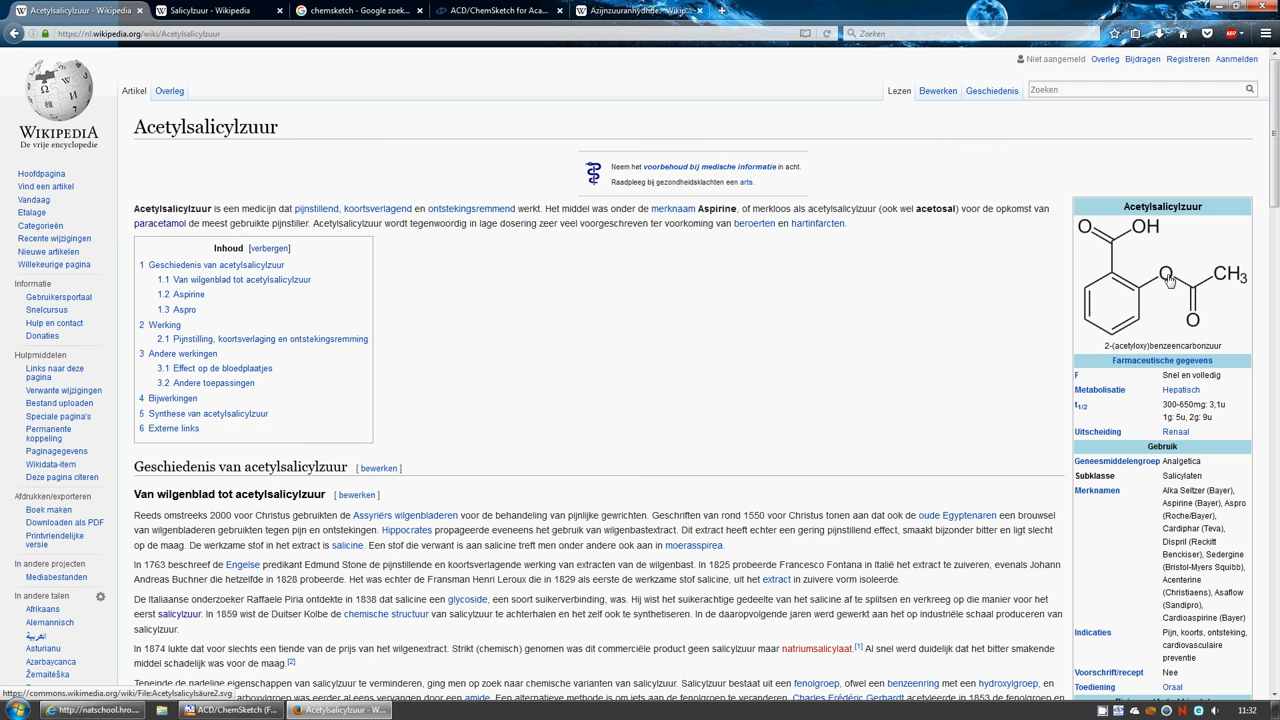 Acetylsalicylzuur - Wikipedia
Salicylzuur - Wikipedia
chemsketch - Google zoek...
ACD/ChemSketch for Aca...
Azijnzuuranhydride - Wikip...
https://nl.wikipedia.org/wiki/Acetylsalicylzuur
Zoeken
ABP
Niet aangemeld Overleg Bijdragen Registreren Aanmelden
Artikel Overleg
Lezen Bewerken Geschiedenis Zoeken
WIKIPEDIA
De vrije encyclopedie
Hoofdpagina
Vind een artikel
Vandaag
Etalage
Categorieën
Recente wijzigingen
Nieuwe artikelen
Willekeurige pagina
Informatie
Gebruikersportaal
Snelcursus
Hulp en contact
Donaties
Hulpmiddelen
Links naar deze
pagina
Verwante wijzigingen
Bestand uploaden
Speciale pagina's
Permanente
koppeling
Paginagegevens
Wikidata-item
Deze pagina citeren
Afdrukken/exporteren
Boek maken
Downloaden als PDF
Printvriendelijke
versie
In andere projecten
Mediabestanden
In andere talen
Afrikaans
Alemannisch
العربية
Asturianu
Azərbaycanca
Žemaitėška
Acetylsalicylzuur
Neem het voorbehoud bij medische informatie in acht.
Raadpleeg bij gezondheidsklachten een arts.
Acetylsalicylzuur is een medicijn dat pijnstillend, koortsverlagend en ontstekingsremmend werkt. Het middel was onder de merknaam Aspirine, of merkloos als acetylsalicylzuur (ook wel acetosal) voor de opkomst van
paracetamol de meest gebruikte pijnstiller. Acetylsalicylzuur wordt tegenwoordig in lage dosering zeer veel voorgeschreven ter voorkoming van beroerten en hartinfarcten.
Inhoud [verbergen]
1 Geschiedenis van acetylsalicylzuur
1.1 Van wilgenblad tot acetylsalicylzuur
1.2 Aspirine
1.3 Aspro
2 Werking
2.1 Pijnstilling, koortsverlaging en ontstekingsremming
3 Andere werkingen
3.1 Effect op de bloedplaatjes
3.2 Andere toepassingen
4 Bijwerkingen
5 Synthese van acetylsalicylzuur
6 Externe links
Geschiedenis van acetylsalicylzuur [ bewerken ]
Van wilgenblad tot acetylsalicylzuur [ bewerken ]
Reeds omstreeks 2000 voor Christus gebruikten de Assyriërs wilgenbladeren voor de behandeling van pijnlijke gewrichten. Geschriften van rond 1550 voor Christus tonen aan dat ook de oude Egyptenaren een brouwsel
van wilgenbladeren gebruikten tegen pijn en ontstekingen. Hippocrates propageerde eveneens het gebruik van wilgenbastextract. Dit extract heeft echter een gering pijnstillend effect, smaakt bijzonder bitter en ligt slecht
op de maag. De werkzame stof in het extract is salicine. Een stof die verwant is aan salicine treft men onder andere ook aan in moerasspirea.
In 1763 beschreef de Engelse predikant Edmund Stone de pijnstillende en koortsverlagende werking van extracten van de wilgenbast. In 1825 probeerde Francesco Fontana in Italië het extract te zuiveren, evenals Johann
Andreas Buchner die hetzelfde in 1828 probeerde. Het was echter de Fransman Henri Leroux die in 1829 als eerste de werkzame stof salicine, uit het extract in zuivere vorm isoleerde.
De Italiaanse onderzoeker Raffaele Piria ontdekte in 1838 dat salicine een glycoside, een soort suikerverbinding, was. Hij wist het suikerachtige gedeelte van het salicine af te splitsen en verkreeg op die manier voor het
eerst salicylzuur. In 1859 wist de Duitser Kolbe de chemische structuur van salicylzuur te achterhalen en het zelf ook te synthetiseren. In de daaropvolgende jaren werd gewerkt aan het op industriële schaal produceren van
salicylzuur.
In 1874 lukte dat voor slechts een tiende van de prijs van het wilgenextract. Strikt (chemisch) genomen was dit commerciële product geen salicylzuur maar natriumsalicylaat.[1] Al snel werd duidelijk dat het bitter smakende
middel schadelijk was voor de maag.[2]
Teneinde de nadelige eigenschappen van salicylzuur te verminderen, ging men op zoek naar chemische varianten van salicylzuur. Salicylzuur bestaat uit een fenolgroep, ofwel een benzeenring met een hydroxylgroep, en
Acetylsalicylzuur
O OH
O CH3
O
2-(acetyloxy)benzeencarbonzuur
Farmaceutische gegevens
F Snel en volledig
Metabolisatie Hepatisch
t1/2 300-650mg: 3,1u
1g: 5u, 2g: 9u
Uitscheiding Renaal
Gebruik
Geneesmiddelengroep Analgetica
Subklasse Salicylaten
Merknamen Alka Seltzer (Bayer),
Aspirine (Bayer), Aspro
(Roche/Bayer),
Cardiphar (Teva),
Dispril (Reckitt
Benckiser), Sedergine
(Bristol-Myers Squibb),
Acenterine
(Christiaens), Asaflow
(Sandipro),
Cardioaspirine (Bayer)
Indicaties Pijn, koorts, ontsteking,
cardiovasculaire
preventie
Voorschrift/recept Nee
Toediening Oraal
https://commons.wikimedia.org/wiki/File:Acetylsalicylsäure2.svg
http://natschool.hro....
ACD/ChemSketch (F...
Acetylsalicylzuur - W...
11:32